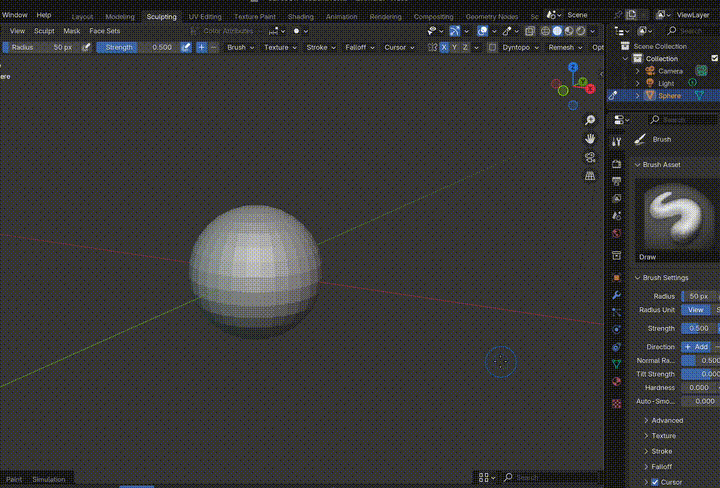 Window Help Layout Modeling Sculpting UV Editing Texture Paint Shading Animation Rendering Compositing Geometry Nodes Sc Scene ViewLayer
View Sculpt Mask Face Sets Color Attributes Search
Radius 50 px Strength 0.500 Brush Texture Stroke Falloff Cursor X Y Z Dyntopo Remesh Opt
Scene Collection
Collection
Camera
Light
Sphere
ere
Z
Y
X
Search
Brush
Brush Asset
Draw
Brush Settings
Radius 50 px
Radius Unit View S
Strength 0.500
Direction + Add
Normal Ra... 0.500
Tilt Strength 0.000
Hardness 0.000
Auto-Smo... 0.000
Advanced
Texture
Stroke
Falloff
Cursor
Paint Simulation Search